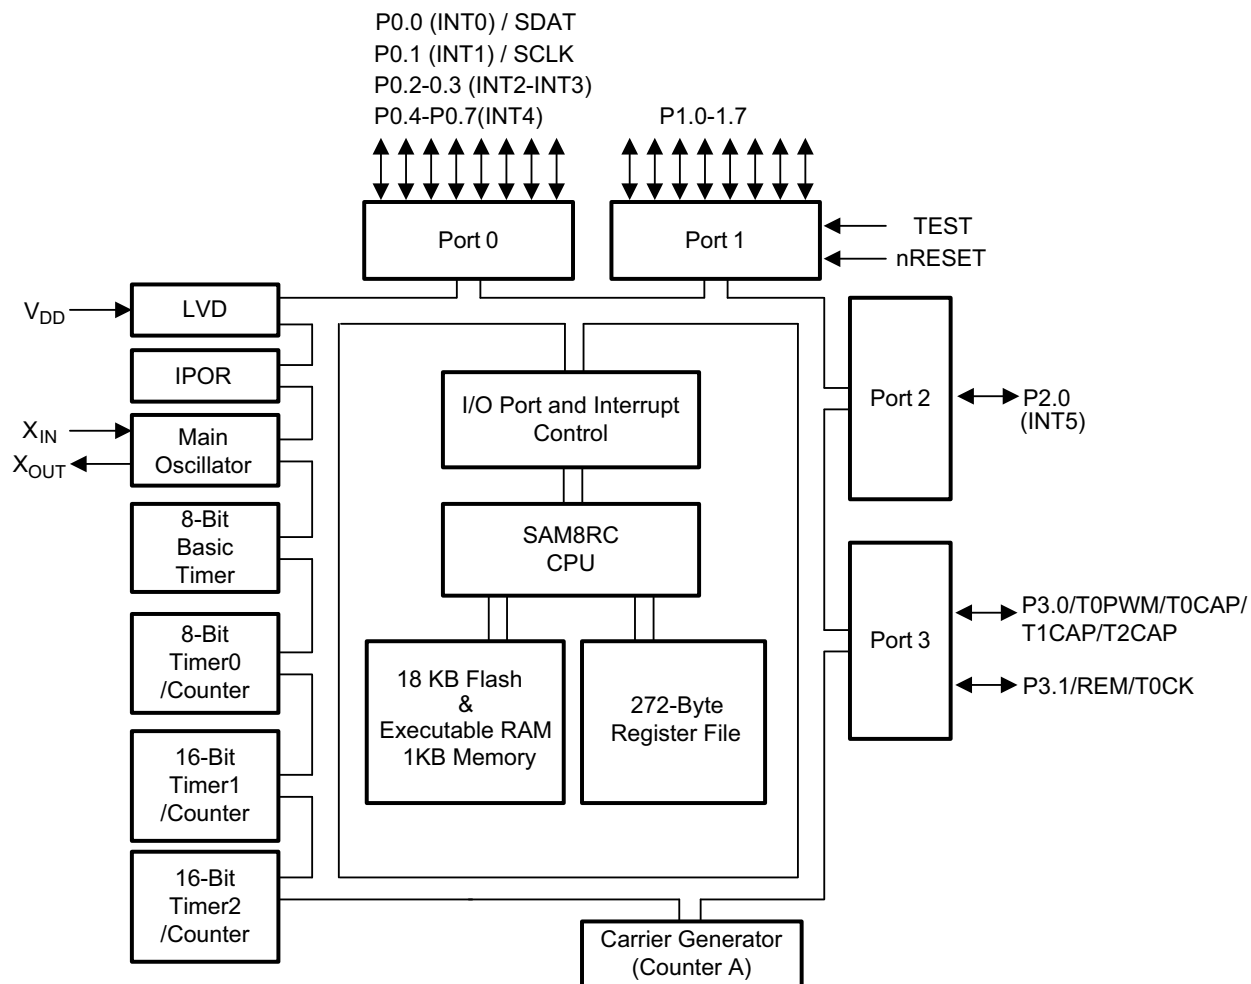 P0.0 (INT0) / SDAT
P0.1 (INT1) / SCLK
P0.2-0.3 (INT2-INT3)
P0.4-P0.7(INT4)
P1.0-1.7
Port 0
Port 1
TEST
nRESET
VDD
LVD
IPOR
XIN
XOUT
Main
Oscillator
8-Bit
Basic
Timer
8-Bit
Timer0
/Counter
16-Bit
Timer1
/Counter
16-Bit
Timer2
/Counter
I/O Port and Interrupt
Control
SAM8RC
CPU
18 KB Flash
&
Executable RAM
1KB Memory
272-Byte
Register File
Port 2
P2.0
(INT5)
Port 3
P3.0/T0PWM/T0CAP/
T1CAP/T2CAP
P3.1/REM/T0CK
Carrier Generator
(Counter A)